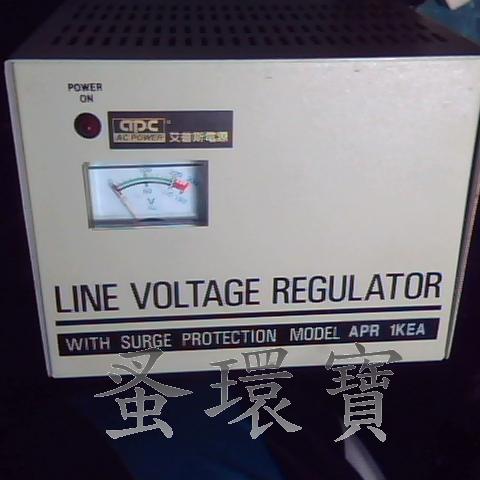 POWER
ON
apc
AC POWER 艾普斯電源
V
LINE VOLTAGE REGULATOR
WITH SURGE PROTECTION MODEL APR 1KEA
蚤環寶